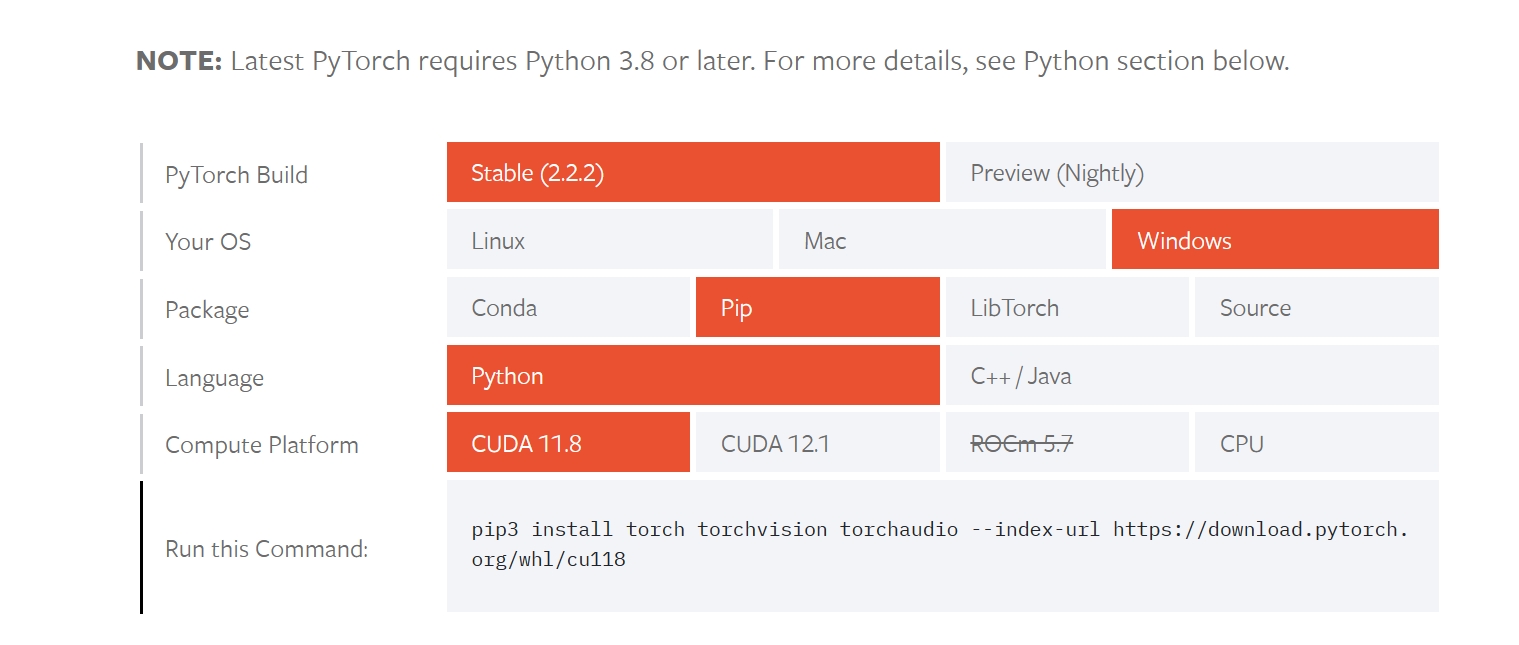 NOTE: Latest PyTorch requires Python 3.8 or later. For more details, see Python section below.
PyTorch Build
Stable (2.2.2)
Preview (Nightly)
Your OS
Linux
Mac
Windows
Package
Conda
Pip
LibTorch
Source
Language
Python
C++ / Java
Compute Platform
CUDA 11.8
CUDA 12.1
ROCm 5.7
CPU
Run this Command:
pip3 install torch torchvision torchaudio --index-url https://download.pytorch.
org/whl/cu118